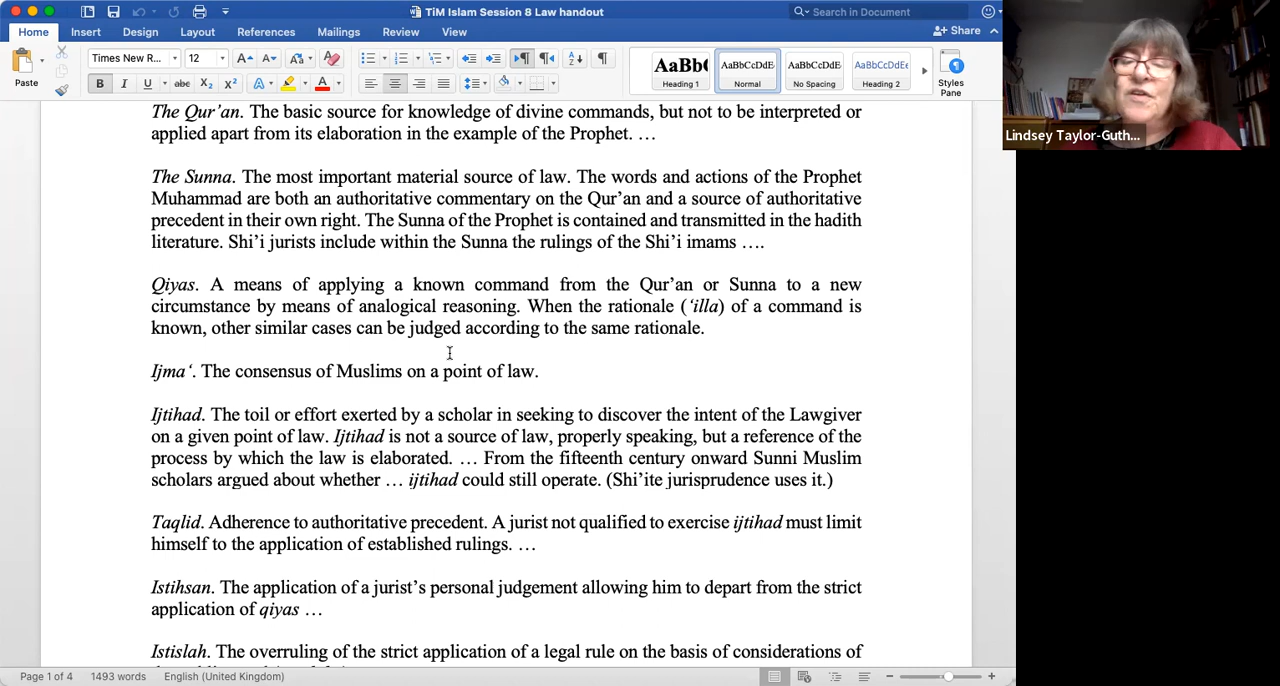 TiM Islam Session 8 Law handout
Search in Document
Home Insert Design Layout References Mailings Review View
Share
Paste
Times New R... 12
AaBbC AaBbCcDdE AaBbCcDdE AaBbCcDdEe
Heading 1 Normal No Spacing Heading 2
Styles
Pane
B I U abc X₂ X² A A
Lindsey Taylor-Guth...
The Qur’an. The basic source for knowledge of divine commands, but not to be interpreted or
applied apart from its elaboration in the example of the Prophet. …
The Sunna. The most important material source of law. The words and actions of the Prophet
Muhammad are both an authoritative commentary on the Qur’an and a source of authoritative
precedent in their own right. The Sunna of the Prophet is contained and transmitted in the hadith
literature. Shi’i jurists include within the Sunna the rulings of the Shi’i imams ….
Qiyas. A means of applying a known command from the Qur’an or Sunna to a new
circumstance by means of analogical reasoning. When the rationale (‘illa) of a command is
known, other similar cases can be judged according to the same rationale.
Ijma‘. The consensus of Muslims on a point of law.
Ijtihad. The toil or effort exerted by a scholar in seeking to discover the intent of the Lawgiver
on a given point of law. Ijtihad is not a source of law, properly speaking, but a reference of the
process by which the law is elaborated. … From the fifteenth century onward Sunni Muslim
scholars argued about whether … ijtihad could still operate. (Shi’ite jurisprudence uses it.)
Taqlid. Adherence to authoritative precedent. A jurist not qualified to exercise ijtihad must limit
himself to the application of established rulings. …
Istihsan. The application of a jurist’s personal judgement allowing him to depart from the strict
application of qiyas …
Istislah. The overruling of the strict application of a legal rule on the basis of considerations of
Page 1 of 4 1493 words English (United Kingdom)